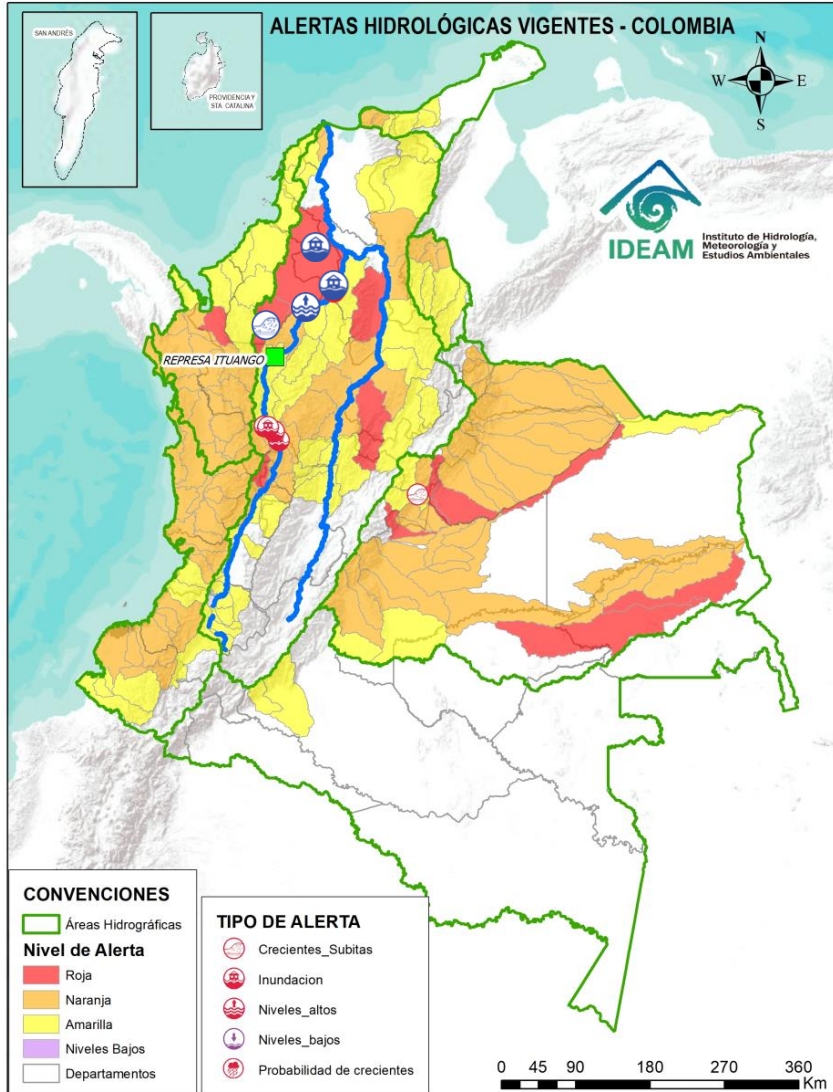 ALERTAS HIDROLÓGICAS VIGENTES - COLOMBIA
SAN ANDRÉS
PROVIDENCIA Y
STA. CATALINA
N
W
E
S
IDEAM
Instituto de Hidrología,
Meteorología y
Estudios Ambientales
REPRESA ITUANGO
CONVENCIONES
Áreas Hidrográficas
Nivel de Alerta
Roja
Naranja
Amarilla
Niveles Bajos
Departamentos
TIPO DE ALERTA
Crecientes_Subitas
Inundacion
Niveles_altos
Niveles_bajos
Probabilidad de crecientes
0 45 90 180 270 360
Km